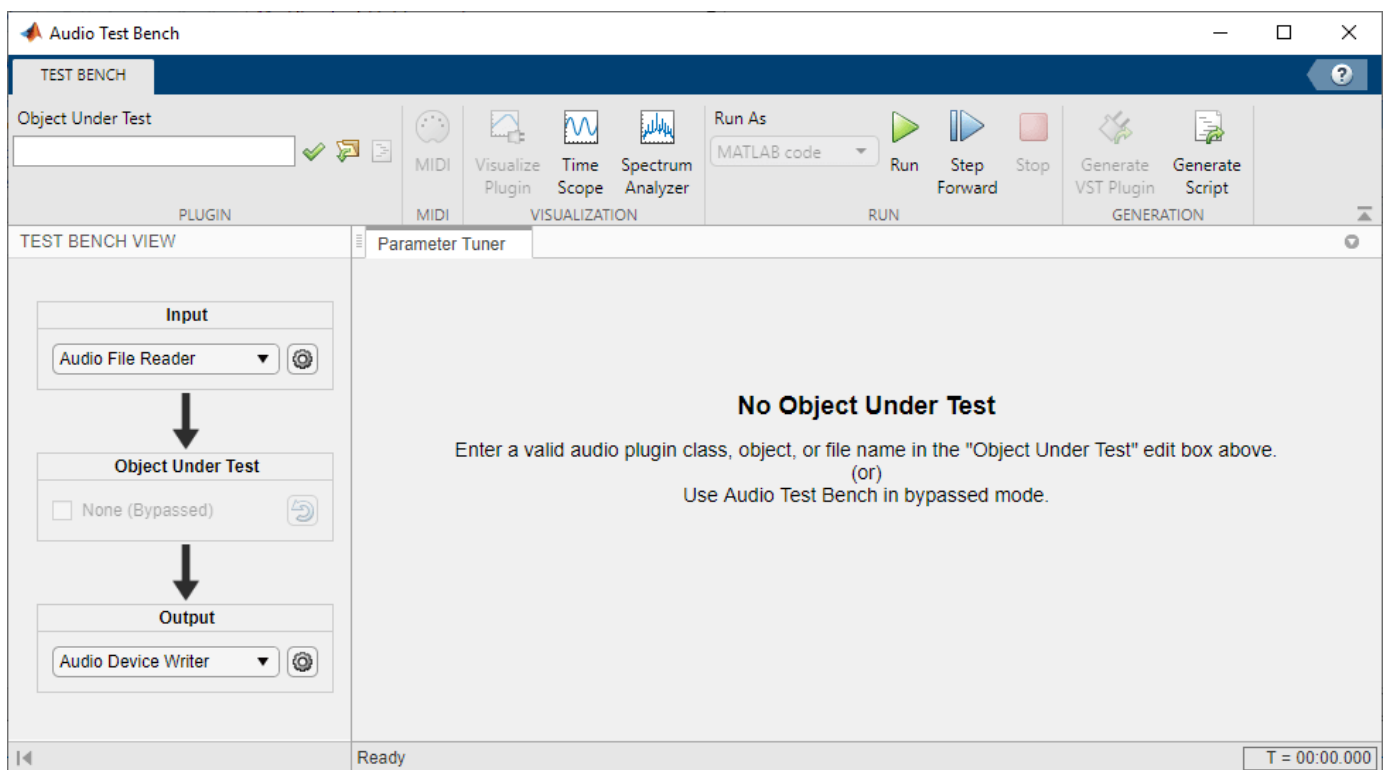 Audio Test Bench
TEST BENCH
?
Object Under Test
MIDI
Visualize
Plugin
Time
Scope
Spectrum
Analyzer
Run As
MATLAB code
Run
Step
Forward
Stop
Generate
VST Plugin
Generate
Script
PLUGIN
MIDI
VISUALIZATION
RUN
GENERATION
TEST BENCH VIEW
Parameter Tuner
Input
Audio File Reader
Object Under Test
None (Bypassed)
Output
Audio Device Writer
No Object Under Test
Enter a valid audio plugin class, object, or file name in the "Object Under Test" edit box above.
(or)
Use Audio Test Bench in bypassed mode.
Ready
T = 00:00.000